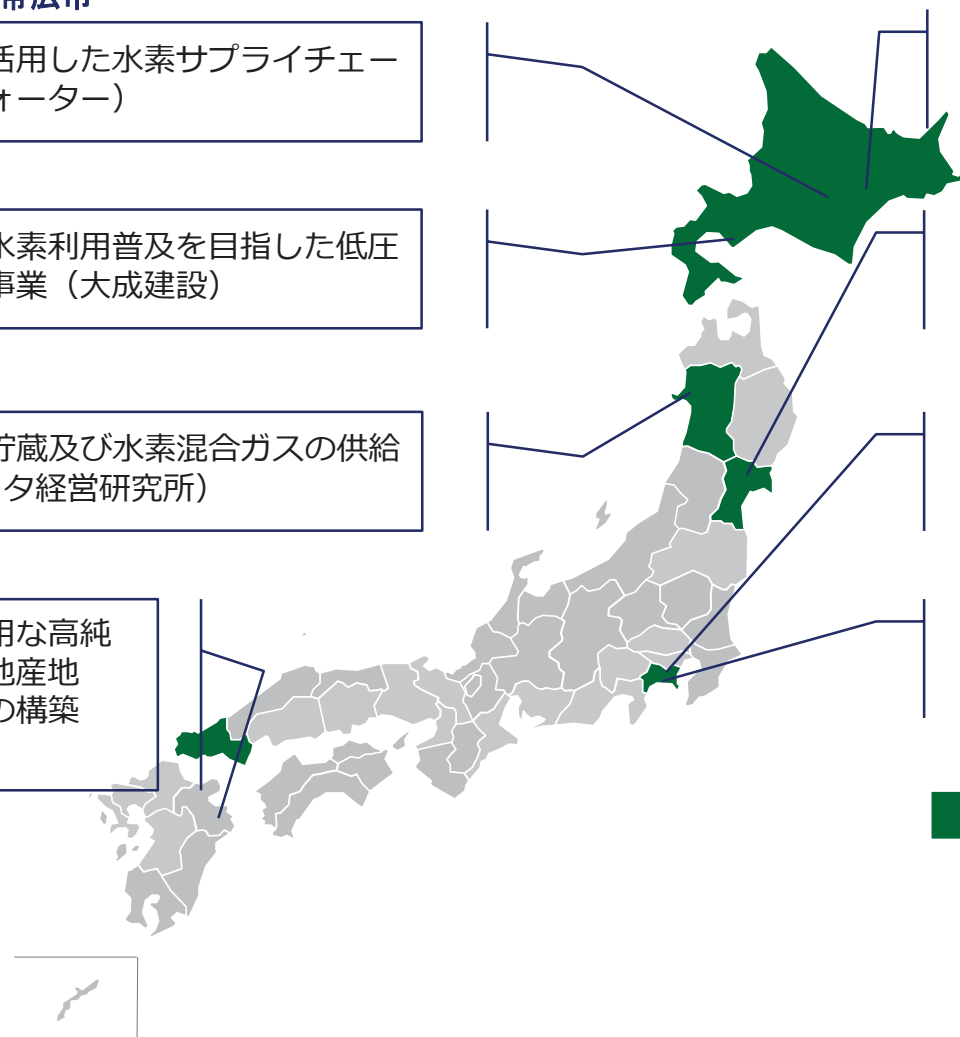 帯広市
活用した水素サプライチェー
ォーター）
水素利用普及を目指した低圧
事業（大成建設）
貯蔵及び水素混合ガスの供給
タ経営研究所）
用な高純
地産地
の構築